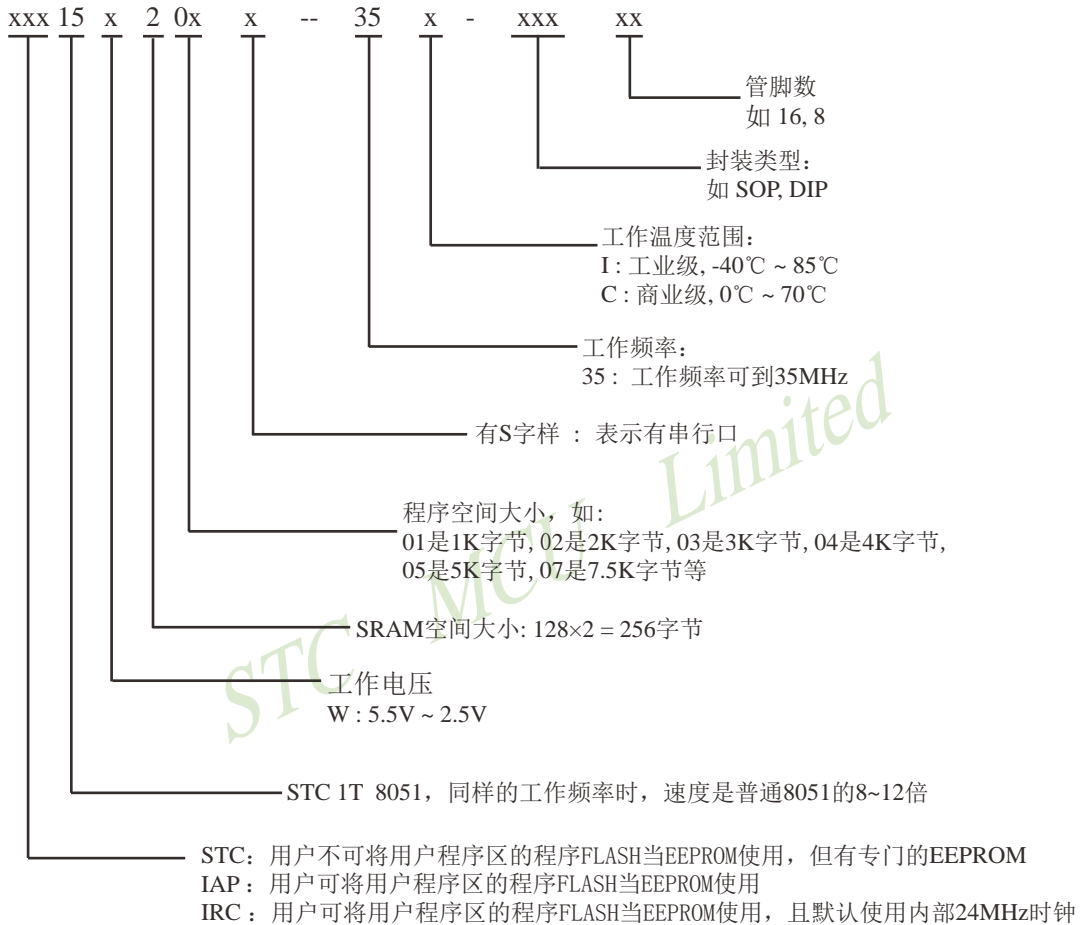 xxx 15 x 2 0x x -- 35 x - xxx xx
管脚数
如 16, 8
封装类型：
如 SOP, DIP
工作温度范围：
I : 工业级, -40℃ ~ 85℃
C : 商业级, 0℃ ~ 70℃
工作频率：
35 : 工作频率可到35MHz
有S字样 : 表示有串行口
程序空间大小，如:
01是1K字节, 02是2K字节, 03是3K字节, 04是4K字节,
05是5K字节, 07是7.5K字节等
SRAM空间大小: 128×2 = 256字节
工作电压
W : 5.5V ~ 2.5V
STC 1T 8051，同样的工作频率时，速度是普通8051的8~12倍
STC：用户不可将用户程序区的程序FLASH当EEPROM使用，但有专门的EEPROM
IAP：用户可将用户程序区的程序FLASH当EEPROM使用
IRC：用户可将用户程序区的程序FLASH当EEPROM使用，且默认使用内部24MHz时钟
STC MCU Limited